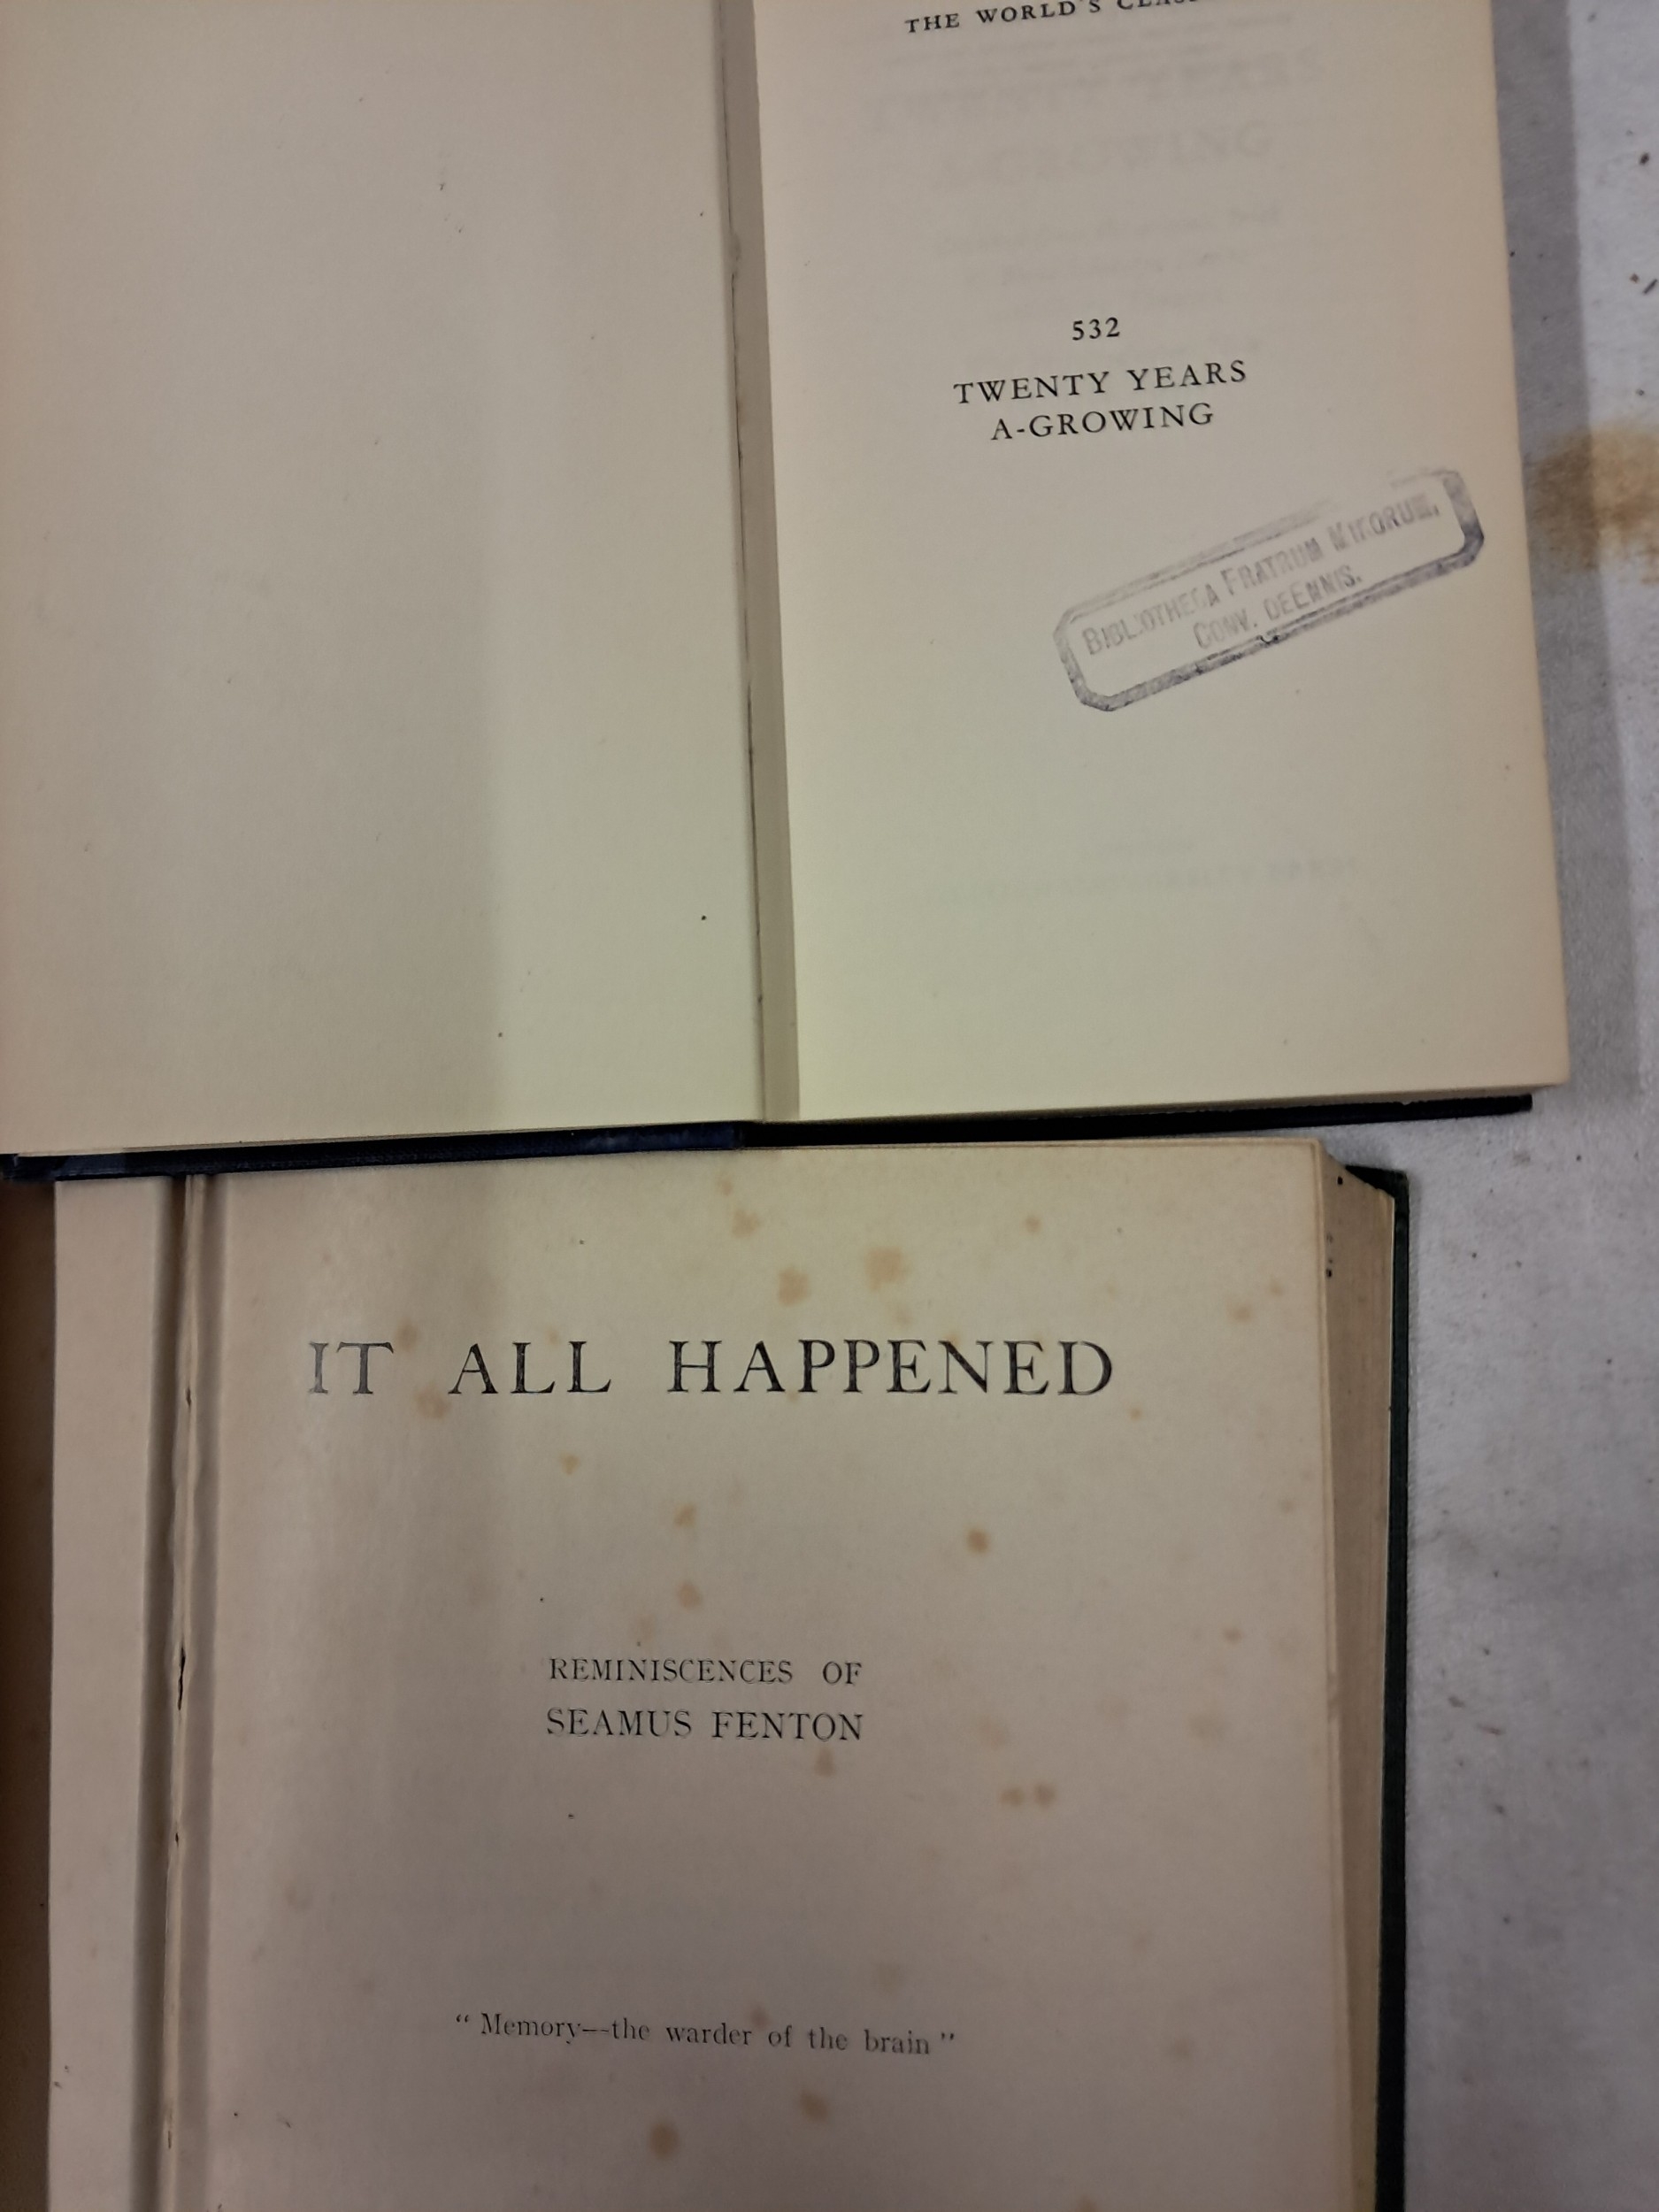 THE WORLD'S
532
TWENTY YEARS
A-GROWING
BIBLIOTHECA FRATRUM MINORUM,
CONV. DE ENNIS.
IT ALL HAPPENED
REMINISCENCES OF
SEAMUS FENTON
“ Memory—the warder of the brain ”